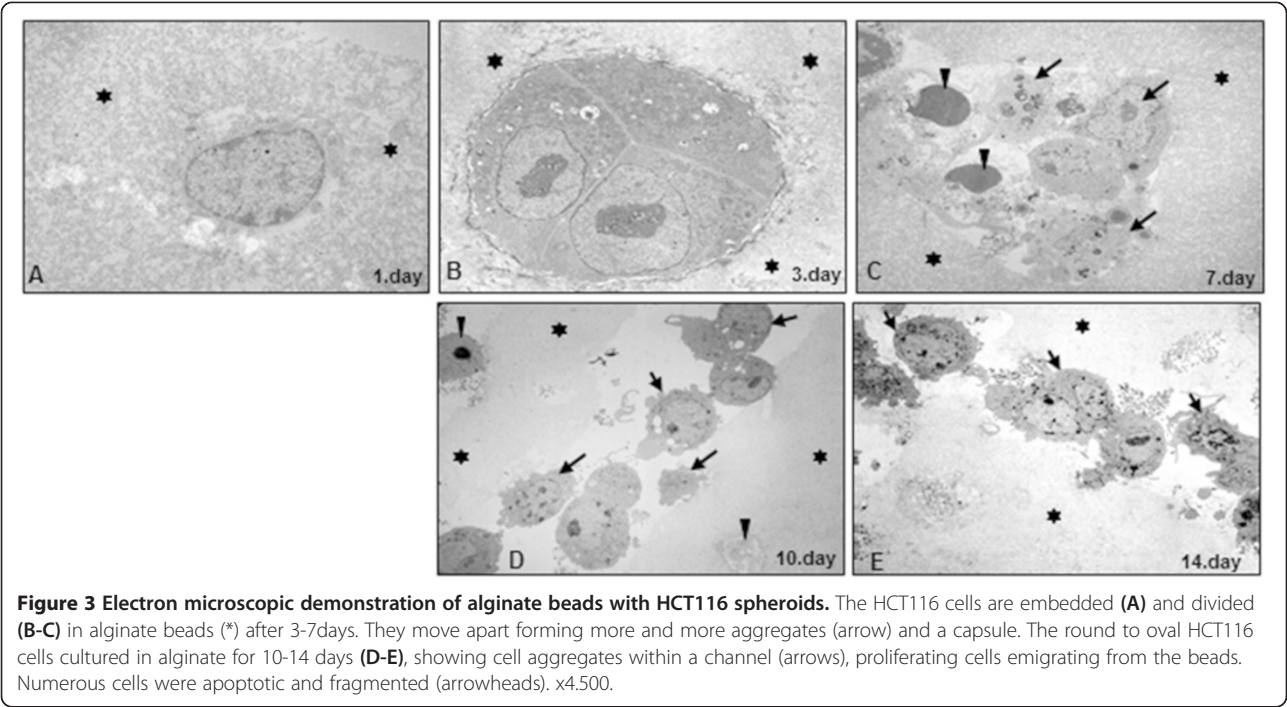 A
1.day
B
3.day
C
7.day
D
10.day
E
14.day
Figure 3 Electron microscopic demonstration of alginate beads with HCT116 spheroids. The HCT116 cells are embedded (A) and divided
(B-C) in alginate beads (*) after 3-7days. They move apart forming more and more aggregates (arrow) and a capsule. The round to oval HCT116
cells cultured in alginate for 10-14 days (D-E), showing cell aggregates within a channel (arrows), proliferating cells emigrating from the beads.
Numerous cells were apoptotic and fragmented (arrowheads). x4.500.